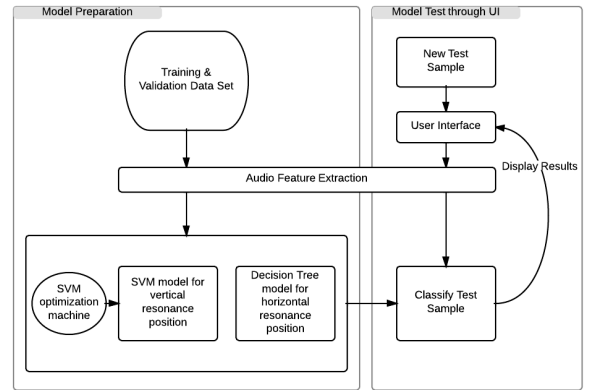 Model Preparation
Model Test through UI
Training &
Validation Data Set
New Test
Sample
User Interface
Display Results
Audio Feature Extraction
SVM
optimization
machine
SVM model for
vertical
resonance
position
Decision Tree
model for
horizontal
resonance
position
Classify Test
Sample